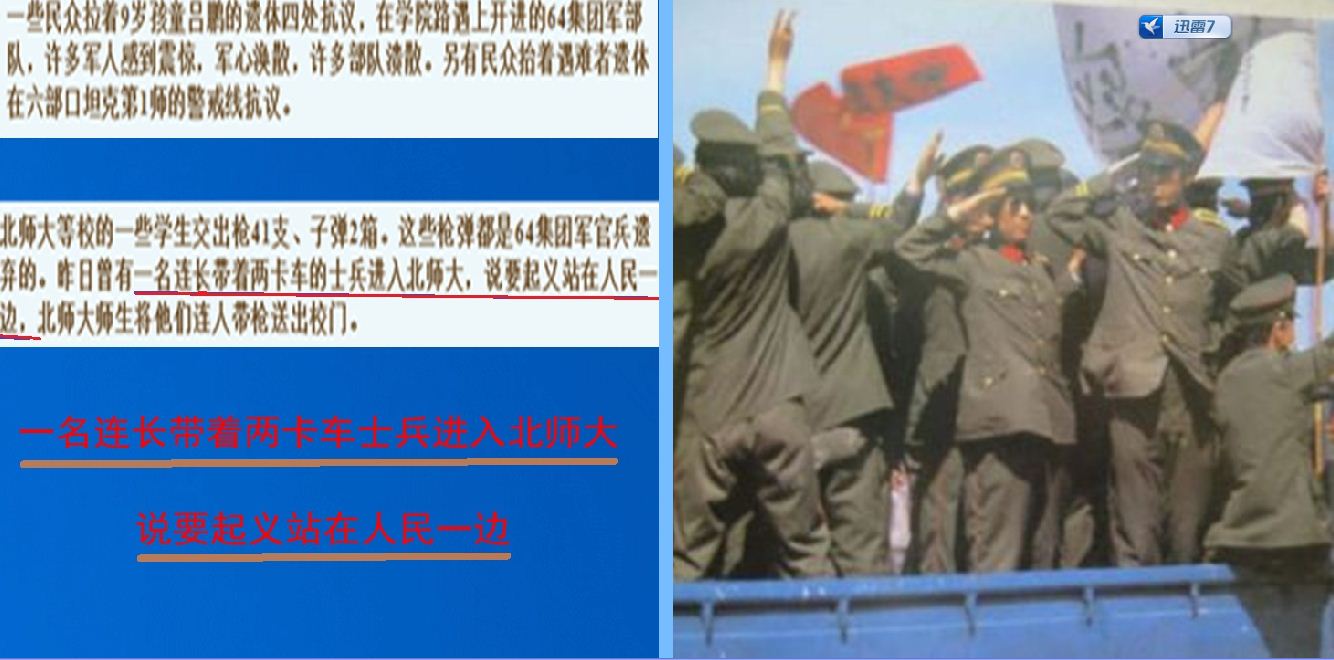 一些民众拉着9岁孩童吕鹏的遗体四处抗议，在学院路遇上开进的64集团军部
队，许多军人感到震惊，军心涣散，许多部队溃散。另有民众抬着遇难者遗体
在六部口坦克第1师的警戒线抗议。
北师大等校的一些学生交出枪41支、子弹2箱。这些枪弹都是64集团军官兵遗
弃的。昨日曾有一名连长带着两卡车的士兵进入北师大，说要起义站在人民一
边，北师大师生将他们连人带枪送出校门。
一名连长带着两卡车士兵进入北师大
说要起义站在人民一边
迅雷7